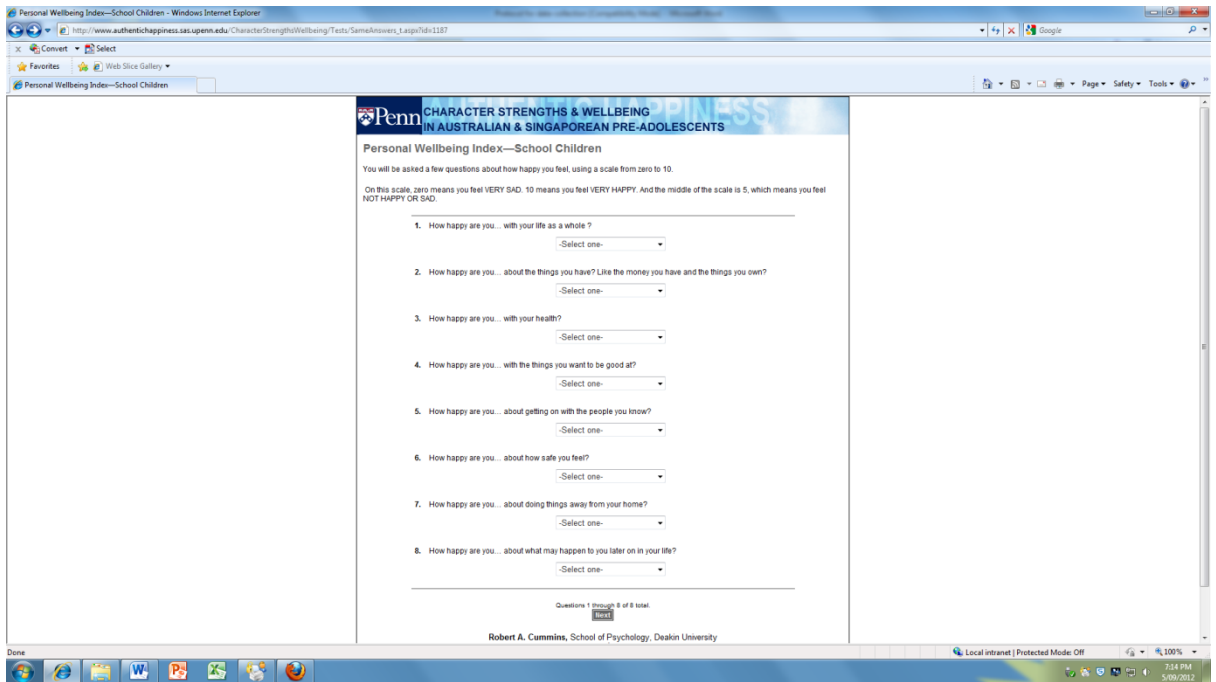 Personal Wellbeing Index—School Children - Windows Internet Explorer
http://www.authentichappiness.sas.upenn.edu/CharacterStrengthsWellbeing/Tests/SameAnswers_t.aspx?id=1187
Google
x Convert Select
Favorites Web Slice Gallery
Personal Wellbeing Index—School Children
Page Safety Tools
AUTHENTIC HAPPINESS
Penn
CHARACTER STRENGTHS & WELLBEING
IN AUSTRALIAN & SINGAPOREAN PRE-ADOLESCENTS
Personal Wellbeing Index—School Children
You will be asked a few questions about how happy you feel, using a scale from zero to 10.
On this scale, zero means you feel VERY SAD. 10 means you feel VERY HAPPY. And the middle of the scale is 5, which means you feel
NOT HAPPY OR SAD.
1. How happy are you... with your life as a whole ?
-Select one-
2. How happy are you... about the things you have? Like the money you have and the things you own?
-Select one-
3. How happy are you... with your health?
-Select one-
4. How happy are you... with the things you want to be good at?
-Select one-
5. How happy are you... about getting on with the people you know?
-Select one-
6. How happy are you... about how safe you feel?
-Select one-
7. How happy are you... about doing things away from your home?
-Select one-
8. How happy are you... about what may happen to you later on in your life?
-Select one-
Questions 1 through 8 of 8 total.
Next
Robert A. Cummins, School of Psychology, Deakin University
Done
Local intranet | Protected Mode: Off
100%
7:14 PM
5/09/2012